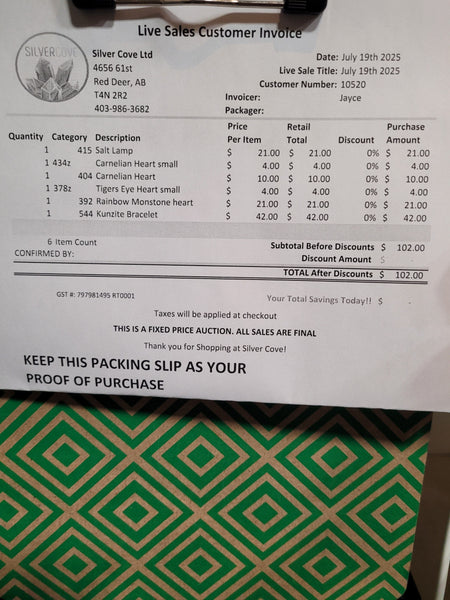 Live Sales Customer Invoice
SILVERCOVE
Silver Cove Ltd
4656 61st
Red Deer, AB
T4N 2R2
403-986-3682
Date: July 19th 2025
Live Sale Title: July 19th 2025
Customer Number: 10520
Invoicer: Jayce
Packager:
Quantity Category Description Price Per Item Retail Total Discount Purchase Amount
1 415 Salt Lamp $ 21.00 $ 21.00 0% $ 21.00
1 434z Carnelian Heart small $ 4.00 $ 4.00 0% $ 4.00
1 404 Carnelian Heart $ 10.00 $ 10.00 0% $ 10.00
1 378z Tigers Eye Heart small $ 4.00 $ 4.00 0% $ 4.00
1 392 Rainbow Monstone heart $ 21.00 $ 21.00 0% $ 21.00
1 544 Kunzite Bracelet $ 42.00 $ 42.00 0% $ 42.00
6 Item Count Subtotal Before Discounts $ 102.00
CONFIRMED BY: Discount Amount $ -
TOTAL After Discounts $ 102.00
GST #: 797981495 RT0001 Your Total Savings Today!! $ -
Taxes will be applied at checkout
THIS IS A FIXED PRICE AUCTION. ALL SALES ARE FINAL
Thank you for Shopping at Silver Cove!
KEEP THIS PACKING SLIP AS YOUR
PROOF OF PURCHASE